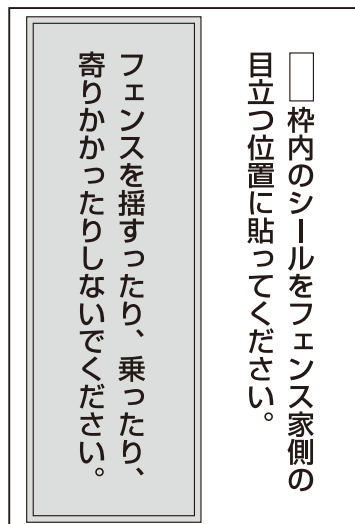 □枠内のシールをフェンス家側の
目立つ位置に貼ってください。
フェンスを揺すったり、乗ったり、
寄りかかったりしないでください。